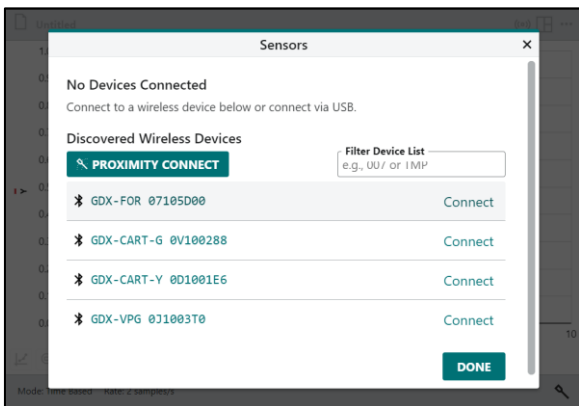 Untitled
Sensors
No Devices Connected
Connect to a wireless device below or connect via USB.
Discovered Wireless Devices
PROXIMITY CONNECT
Filter Device List
e.g., 007 or TMP
GDX-FOR 07105D00 Connect
GDX-CART-G 0V100288 Connect
GDX-CART-Y 0D1001E6 Connect
GDX-VPG 0J1003T0 Connect
DONE
10
Mode: Time Based Rate: 2 samples/s